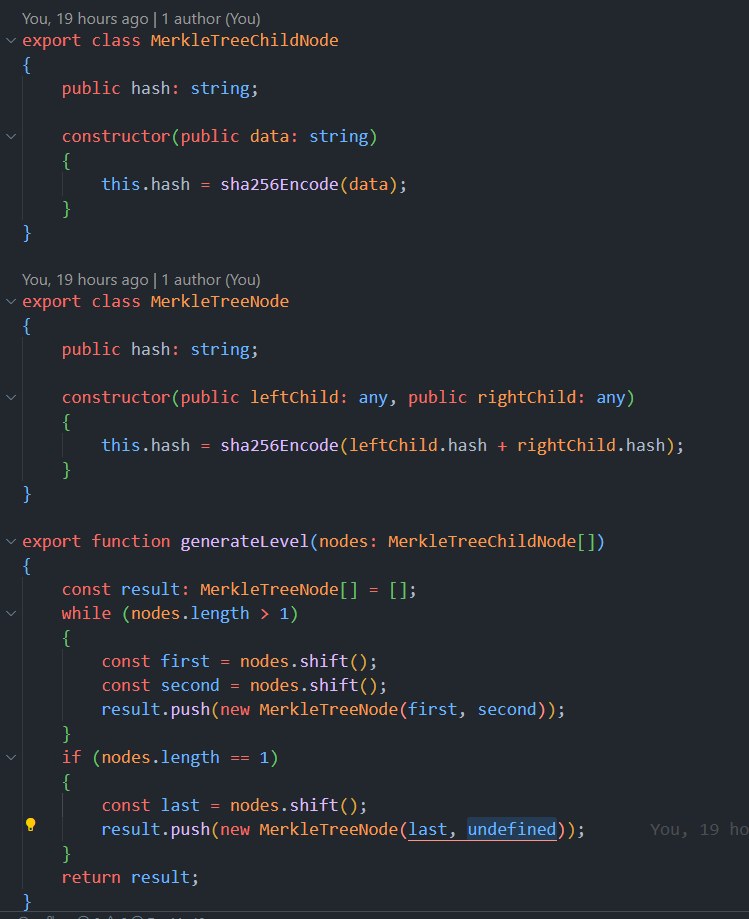 You, 19 hours ago | 1 author (You)
export class MerkleTreeChildNode
{
    public hash: string;

    constructor(public data: string)
    {
        this.hash = sha256Encode(data);
    }
}

You, 19 hours ago | 1 author (You)
export class MerkleTreeNode
{
    public hash: string;

    constructor(public leftChild: any, public rightChild: any)
    {
        this.hash = sha256Encode(leftChild.hash + rightChild.hash);
    }
}

export function generateLevel(nodes: MerkleTreeChildNode[])
{
    const result: MerkleTreeNode[] = [];
    while (nodes.length > 1)
    {
        const first = nodes.shift();
        const second = nodes.shift();
        result.push(new MerkleTreeNode(first, second));
    }
    if (nodes.length == 1)
    {
        const last = nodes.shift();
        result.push(new MerkleTreeNode(last, undefined)); You, 19 ho
    }
    return result;
}